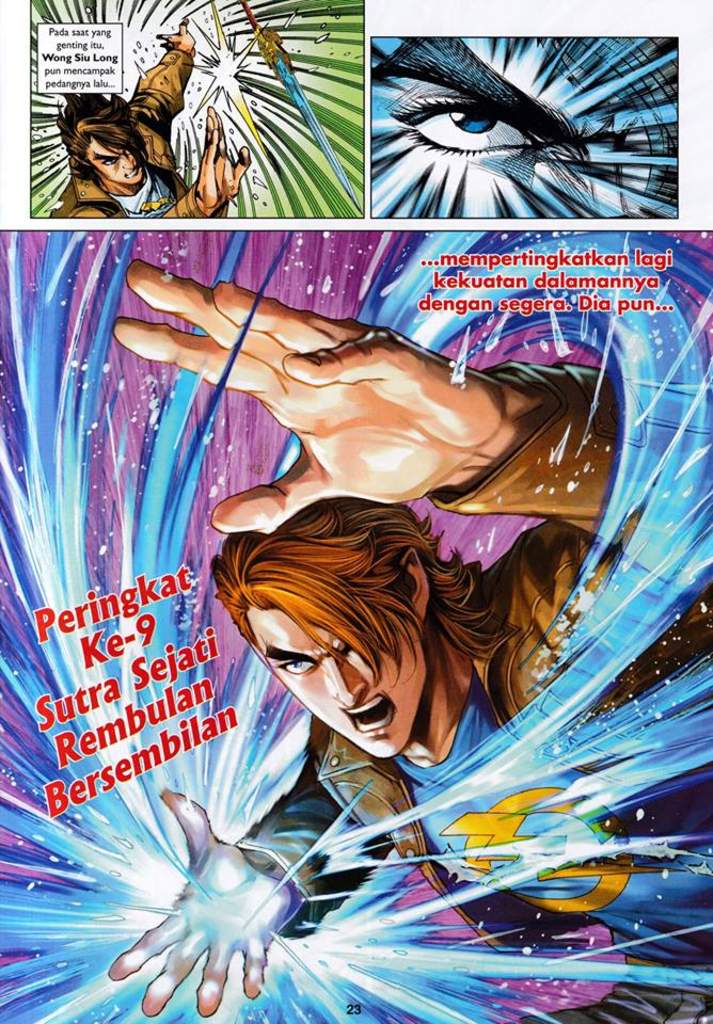 Pada saat yang
genting itu,
Wong Siu Long
pun mencampak
pedangnya lalu...
...mempertingkatkan lagi
kekuatan dalamannya
dengan segera. Dia pun...
Peringkat
Ke-9
Sutra Sejati
Rembulan
Bersembilan
23